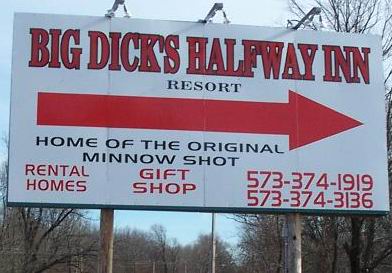 BIG DICK'S HALFWAY INN
RESORT
HOME OF THE ORIGINAL
MINNOW SHOT
RENTAL
HOMES
GIFT
SHOP
573-374-1919
573-374-3136